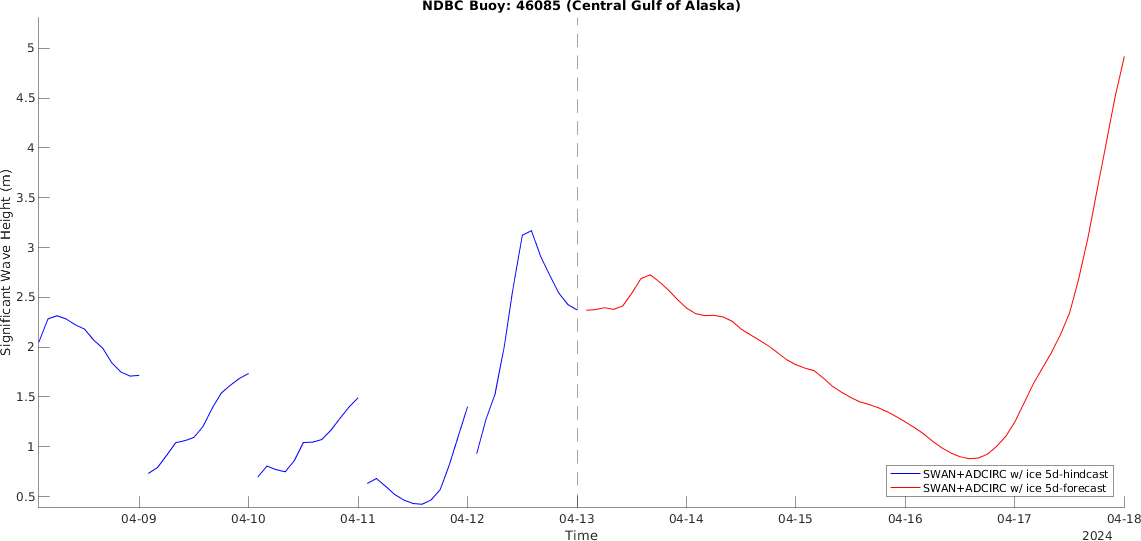 NDBC Buoy: 46085 (Central Gulf of Alaska)
Significant Wave Height (m)
5
4.5
4
3.5
3
2.5
2
1.5
1
0.5
SWAN+ADCIRC w/ ice 5d-hindcast
SWAN+ADCIRC w/ ice 5d-forecast
04-09 04-10 04-11 04-12 04-13 04-14 04-15 04-16 04-17 04-18
Time
2024